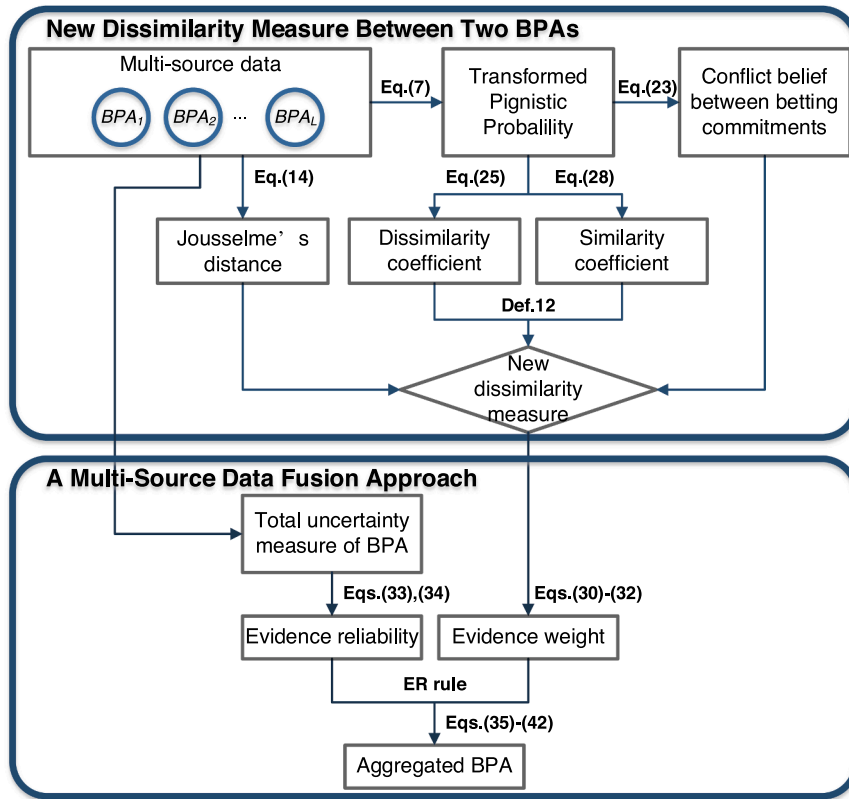 New Dissimilarity Measure Between Two BPAs
Multi-source data
BPA1 BPA2 ... BPAL
Eq.(7)
Transformed
Pignistic
Probalility
Eq.(23)
Conflict belief
between betting
commitments
Eq.(14)
Eq.(25)
Eq.(28)
Jousselme's
distance
Dissimilarity
coefficient
Similarity
coefficient
Def.12
New
dissimilarity
measure
A Multi-Source Data Fusion Approach
Total uncertainty
measure of BPA
Eqs.(33),(34)
Eqs.(30)-(32)
Evidence reliability
Evidence weight
ER rule
Eqs.(35)-(42)
Aggregated BPA